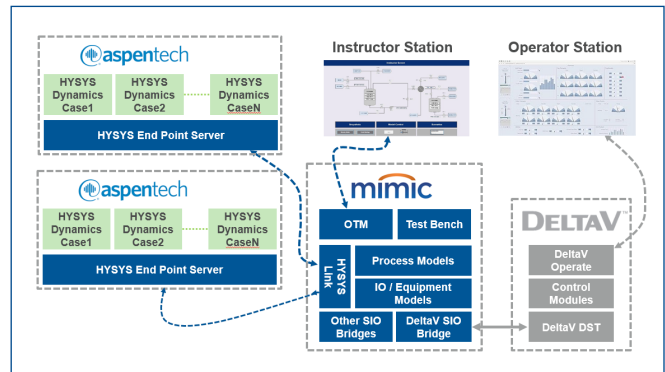 aspentech
HYSYS
Dynamics
Case1
HYSYS
Dynamics
Case2
HYSYS
Dynamics
CaseN
HYSYS End Point Server
aspentech
HYSYS
Dynamics
Case1
HYSYS
Dynamics
Case2
HYSYS
Dynamics
CaseN
HYSYS End Point Server
Instructor Station
Operator Station
mimic
OTM
Test Bench
HYSYS
Link
Process Models
IO / Equipment
Models
Other SIO
Bridges
DeltaV SIO
Bridge
DELTAV™
DeltaV
Operate
Control
Modules
DeltaV DST